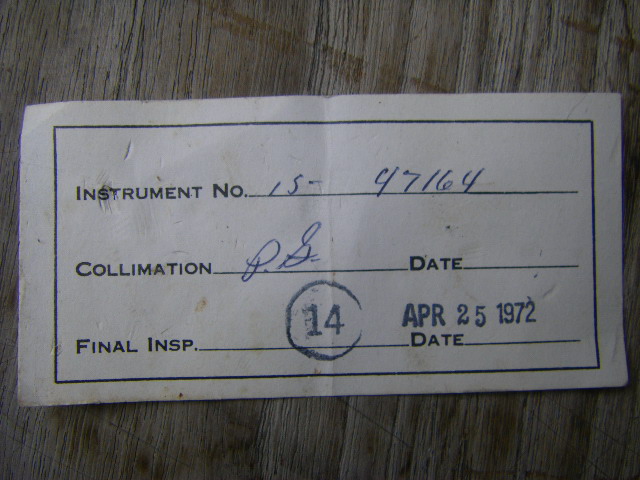 INSTRUMENT NO. 15- 47164
COLLIMATION P.G. DATE
14 APR 25 1972
FINAL INSP. DATE